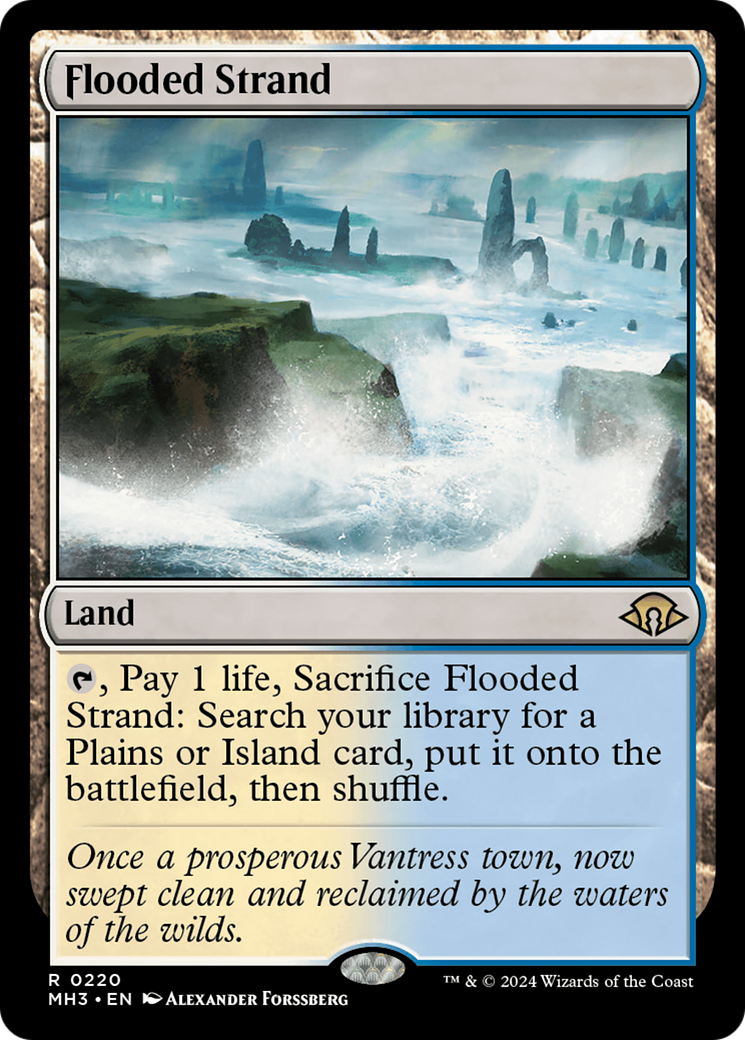 Flooded Strand
Land
, Pay 1 life, Sacrifice Flooded
Strand: Search your library for a
Plains or Island card, put it onto the
battlefield, then shuffle.
Once a prosperous Vantress town, now
swept clean and reclaimed by the waters
of the wilds.
R 0220
MH3 • EN ALEXANDER FORSSBERG
™ & © 2024 Wizards of the Coast